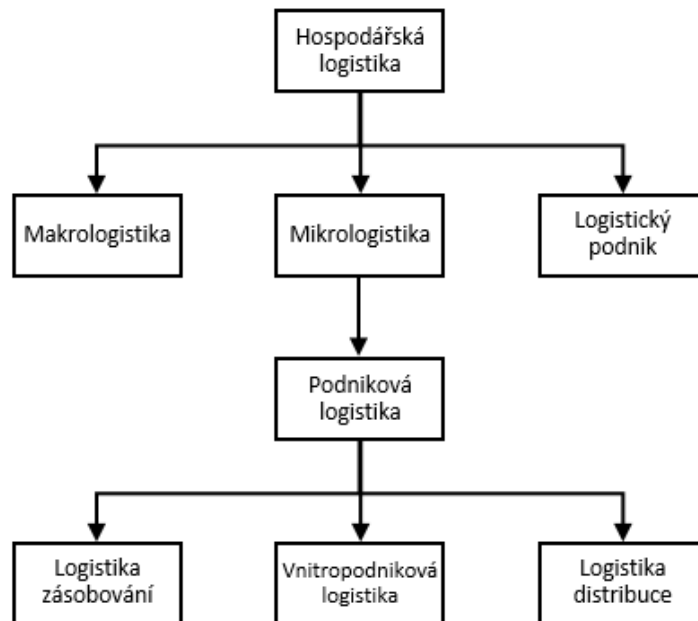 Hospodářská
logistika
Makrologistika
Mikrologistika
Logistický
podnik
Podniková
logistika
Logistika
zásobování
Vnitropodniková
logistika
Logistika
distribuce